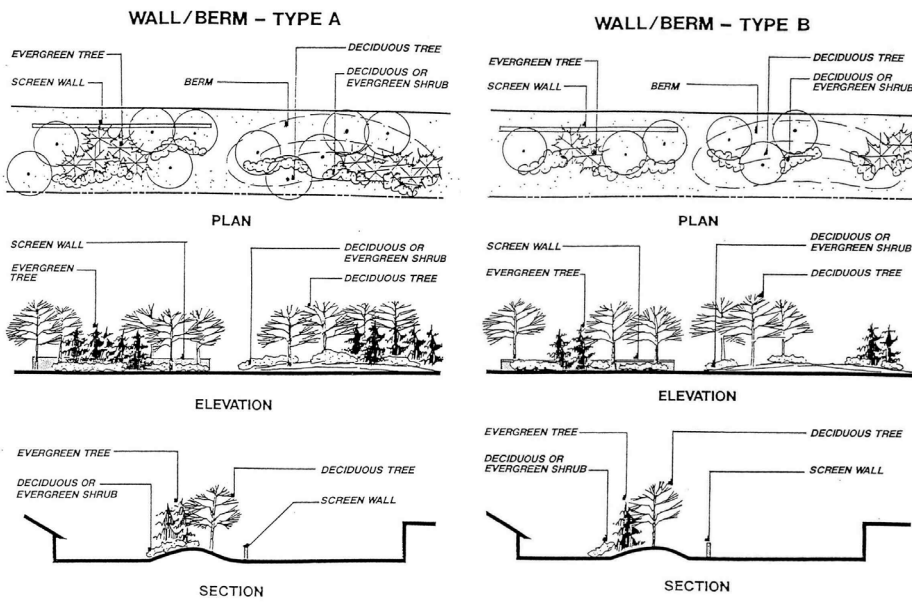 WALL/BERM – TYPE A
EVERGREEN TREE
SCREEN WALL
BERM
DECIDUOUS TREE
DECIDUOUS OR
EVERGREEN SHRUB
PLAN
SCREEN WALL
EVERGREEN
TREE
DECIDUOUS OR
EVERGREEN SHRUB
DECIDUOUS TREE
ELEVATION
EVERGREEN TREE
DECIDUOUS OR
EVERGREEN SHRUB
DECIDUOUS TREE
SCREEN WALL
SECTION
WALL/BERM – TYPE B
EVERGREEN TREE
SCREEN WALL
BERM
DECIDUOUS TREE
DECIDUOUS OR
EVERGREEN SHRUB
PLAN
SCREEN WALL
EVERGREEN TREE
DECIDUOUS OR
EVERGREEN SHRUB
DECIDUOUS TREE
ELEVATION
EVERGREEN TREE
DECIDUOUS OR
EVERGREEN SHRUB
DECIDUOUS TREE
SCREEN WALL
SECTION